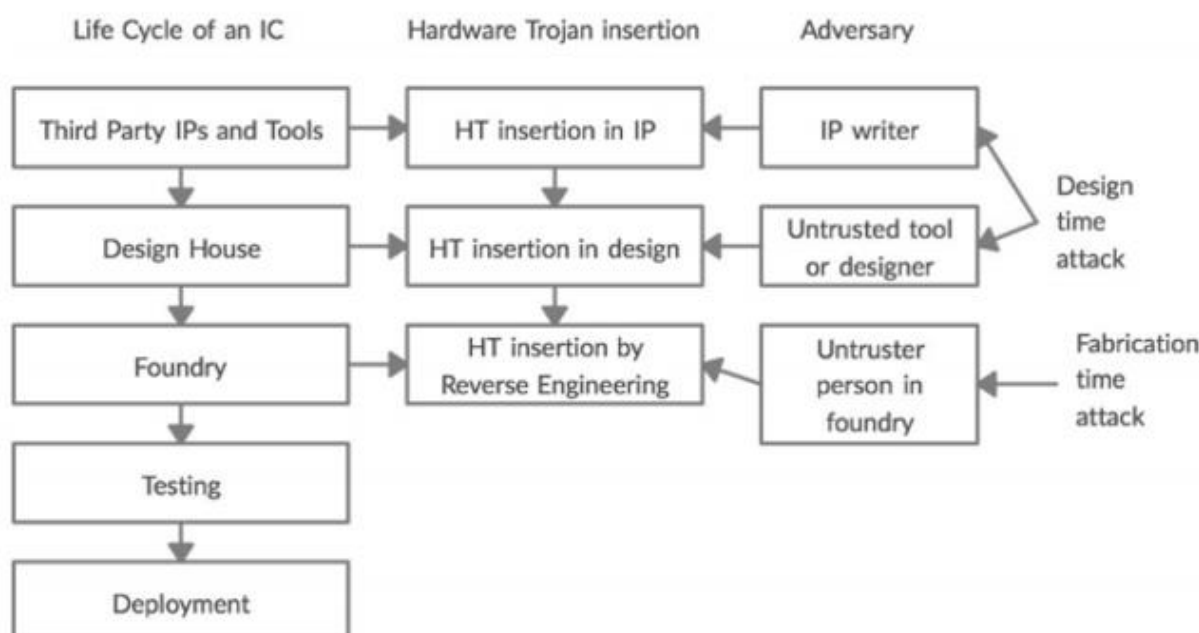 Life Cycle of an IC
Hardware Trojan insertion
Adversary
Third Party IPs and Tools
HT insertion in IP
IP writer
Design
time
attack
Design House
HT insertion in design
Untrusted tool
or designer
Foundry
HT insertion by
Reverse Engineering
Untruster
person in
foundry
Fabrication
time
attack
Testing
Deployment